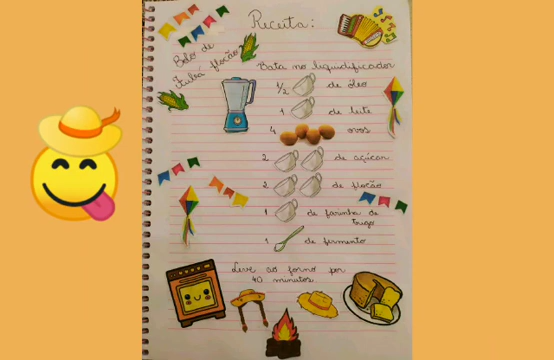 Receita:
Bolo de
Fubá flocão
Bata no liquidificador
1/2 de óleo
1 de leite
4 ovos
2 de açúcar
2 de flocão
1 de farinha de
trigo
1 de fermento
Leve ao forno por
40 minutos